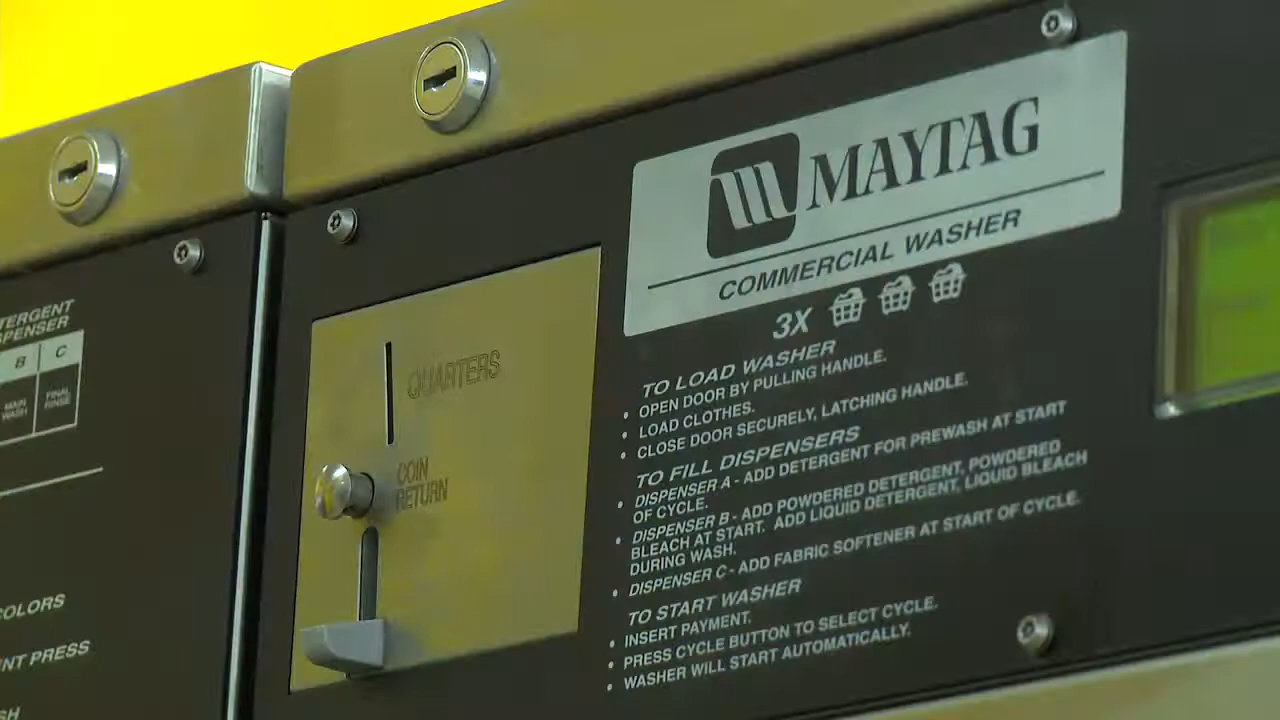 MAYTAG
COMMERCIAL WASHER
3X
TO LOAD WASHER
• OPEN DOOR BY PULLING HANDLE.
• LOAD CLOTHES.
• CLOSE DOOR SECURELY, LATCHING HANDLE.
TO FILL DISPENSERS
• DISPENSER A - ADD DETERGENT FOR PREWASH AT START
OF CYCLE.
• DISPENSER B - ADD POWDERED DETERGENT, POWDERED
BLEACH AT START. ADD LIQUID DETERGENT, LIQUID BLEACH
DURING WASH.
• DISPENSER C - ADD FABRIC SOFTENER AT START OF CYCLE.
TO START WASHER
• INSERT PAYMENT.
• PRESS CYCLE BUTTON TO SELECT CYCLE.
• WASHER WILL START AUTOMATICALLY.
QUARTERS
COIN
RETURN
TERGENT
SPENSER
B C
MAIN
WASH
FINAL
RINSE
COLORS
NT PRESS
SH